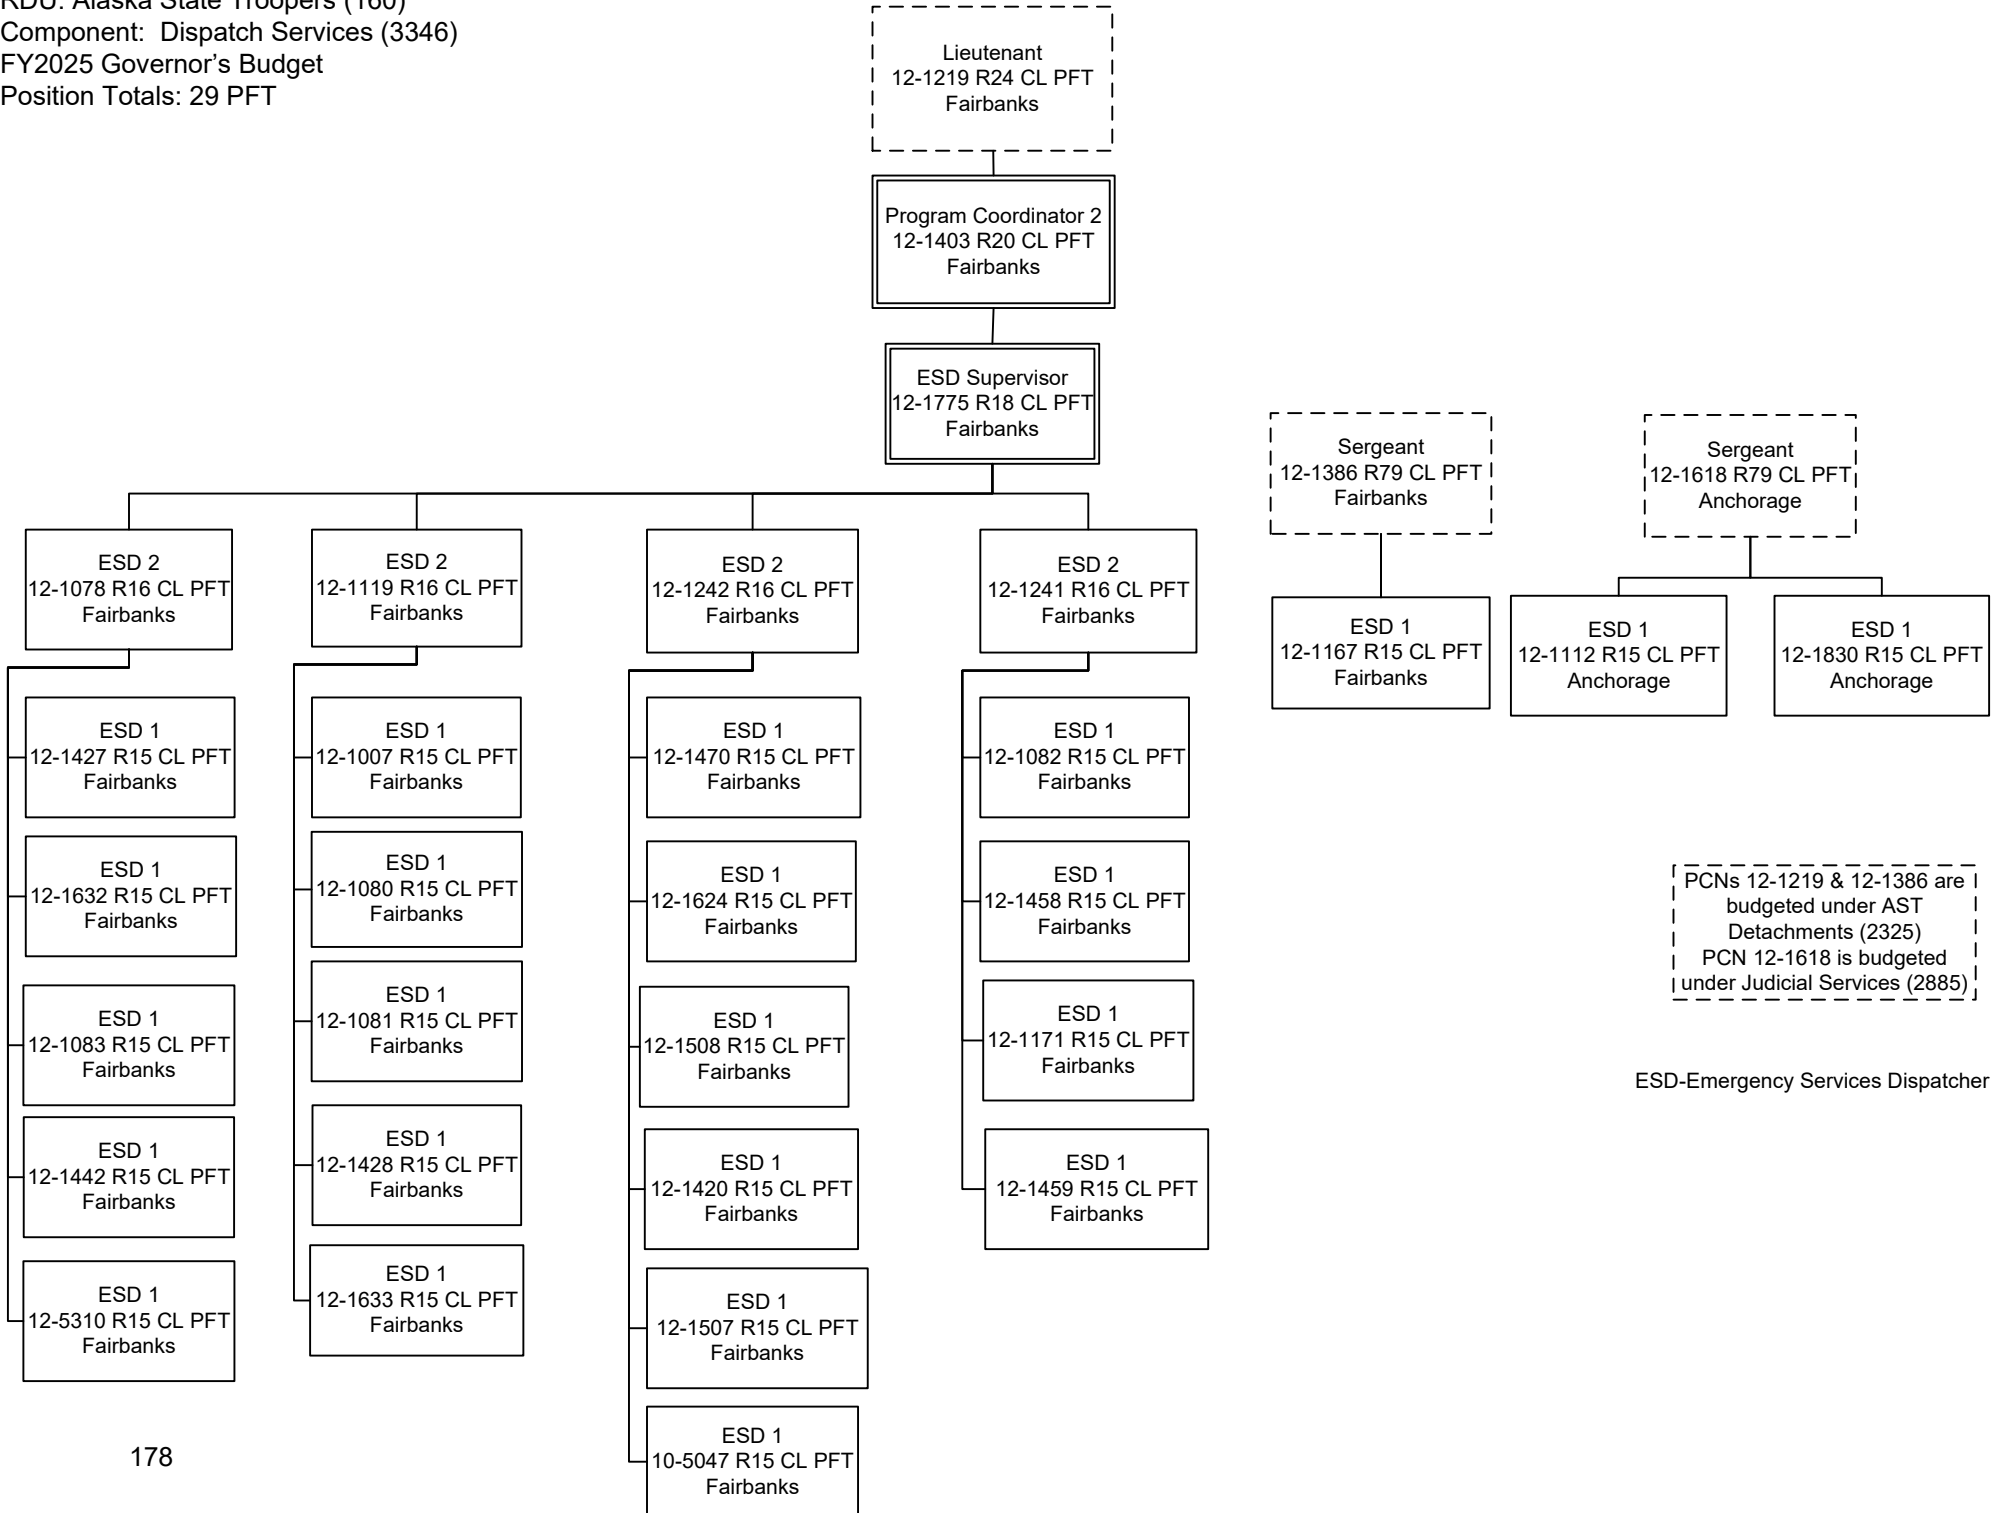 RDU: Alaska State Troopers (160)
Component: Dispatch Services (3346)
FY2025 Governor's Budget
Position Totals: 29 PFT
Lieutenant
12-1219 R24 CL PFT
Fairbanks
Program Coordinator 2
12-1403 R20 CL PFT
Fairbanks
ESD Supervisor
12-1775 R18 CL PFT
Fairbanks
Sergeant
12-1386 R79 CL PFT
Fairbanks
Sergeant
12-1618 R79 CL PFT
Anchorage
ESD 2
12-1078 R16 CL PFT
Fairbanks
ESD 2
12-1119 R16 CL PFT
Fairbanks
ESD 2
12-1242 R16 CL PFT
Fairbanks
ESD 2
12-1241 R16 CL PFT
Fairbanks
ESD 1
12-1167 R15 CL PFT
Fairbanks
ESD 1
12-1112 R15 CL PFT
Anchorage
ESD 1
12-1830 R15 CL PFT
Anchorage
ESD 1
12-1427 R15 CL PFT
Fairbanks
ESD 1
12-1632 R15 CL PFT
Fairbanks
ESD 1
12-1083 R15 CL PFT
Fairbanks
ESD 1
12-1442 R15 CL PFT
Fairbanks
ESD 1
12-5310 R15 CL PFT
Fairbanks
ESD 1
12-1007 R15 CL PFT
Fairbanks
ESD 1
12-1080 R15 CL PFT
Fairbanks
ESD 1
12-1081 R15 CL PFT
Fairbanks
ESD 1
12-1428 R15 CL PFT
Fairbanks
ESD 1
12-1633 R15 CL PFT
Fairbanks
ESD 1
12-1470 R15 CL PFT
Fairbanks
ESD 1
12-1624 R15 CL PFT
Fairbanks
ESD 1
12-1508 R15 CL PFT
Fairbanks
ESD 1
12-1420 R15 CL PFT
Fairbanks
ESD 1
12-1507 R15 CL PFT
Fairbanks
ESD 1
10-5047 R15 CL PFT
Fairbanks
ESD 1
12-1082 R15 CL PFT
Fairbanks
ESD 1
12-1458 R15 CL PFT
Fairbanks
ESD 1
12-1171 R15 CL PFT
Fairbanks
ESD 1
12-1459 R15 CL PFT
Fairbanks
PCNs 12-1219 & 12-1386 are
budgeted under AST
Detachments (2325)
PCN 12-1618 is budgeted
under Judicial Services (2885)
ESD-Emergency Services Dispatcher
178